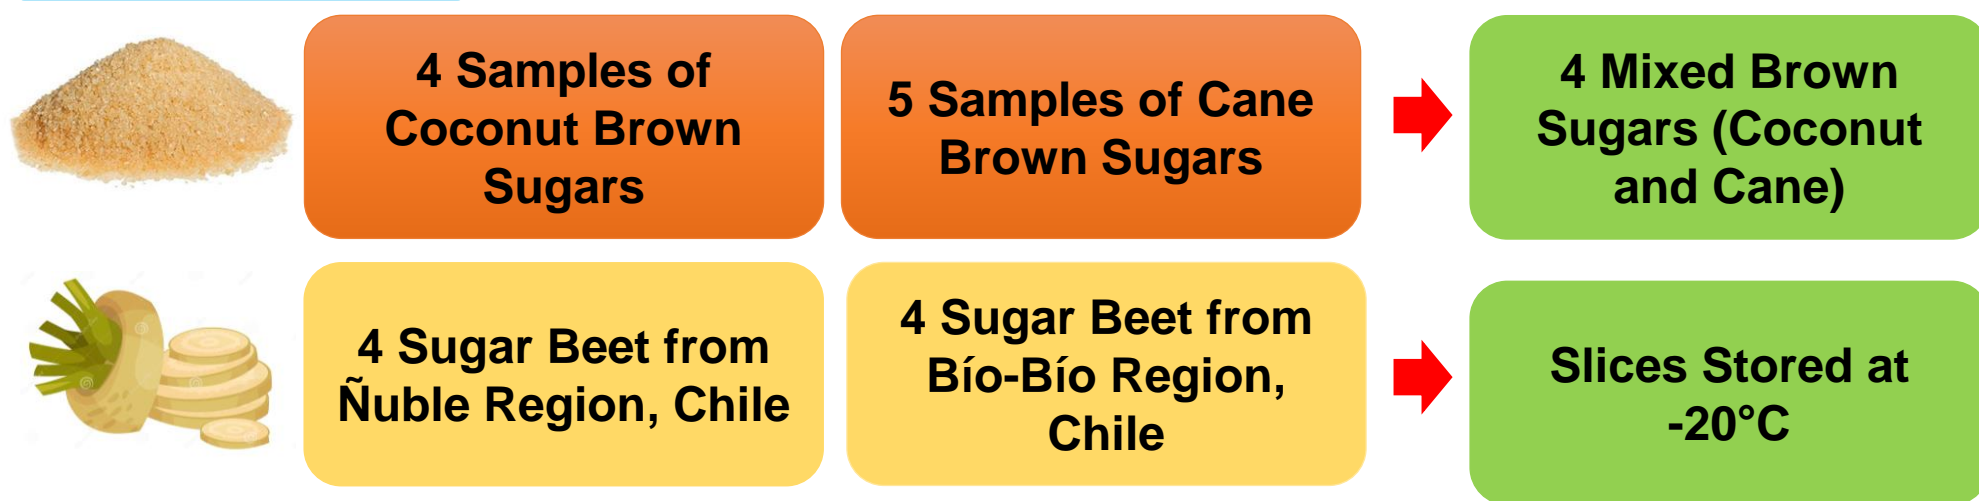 4 Samples of
Coconut Brown
Sugars
5 Samples of Cane
Brown Sugars
4 Mixed Brown
Sugars (Coconut
and Cane)
4 Sugar Beet from
Ñuble Region, Chile
4 Sugar Beet from
Bío-Bío Region,
Chile
Slices Stored at
-20°C